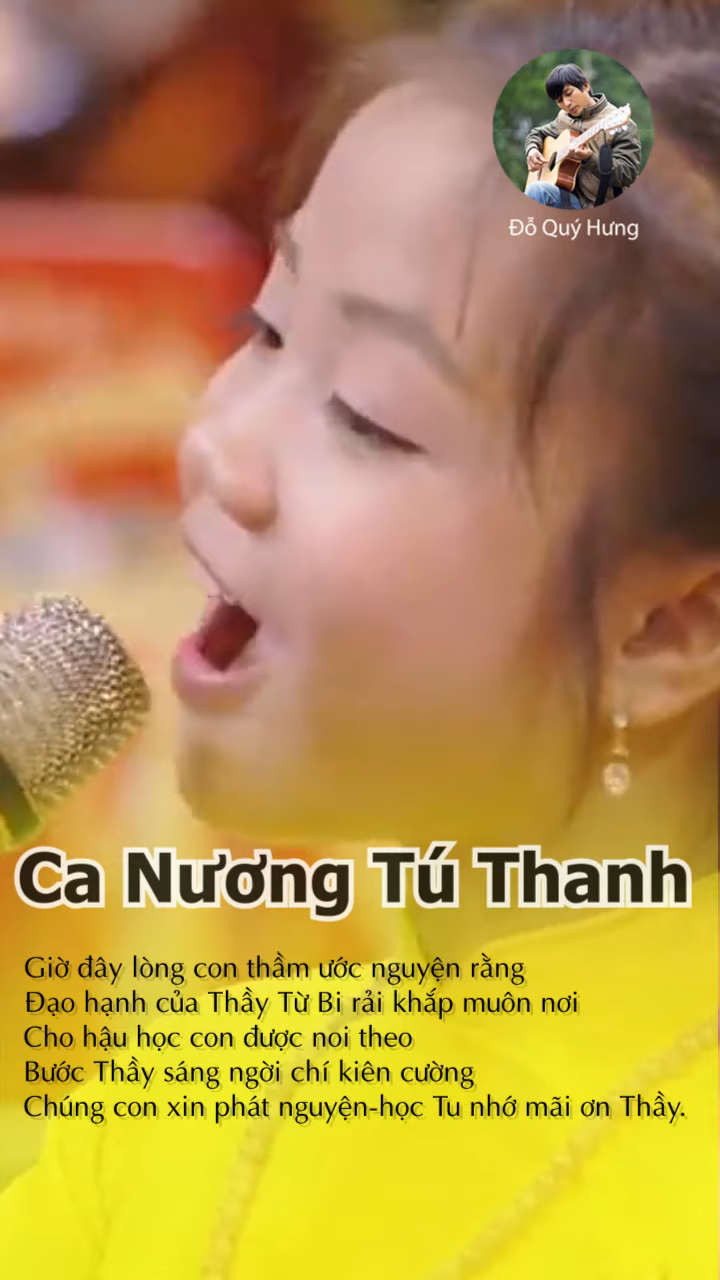 Đỗ Quý Hưng
Ca Nương Tú Thanh
Giờ đây lòng con thầm ước nguyện rằng
Đạo hạnh của Thầy Từ Bi rải khắp muôn nơi
Cho hậu học con được noi theo
Bước Thầy sáng ngời chí kiên cường
Chúng con xin phát nguyện-học Tu nhớ mãi ơn Thầy.